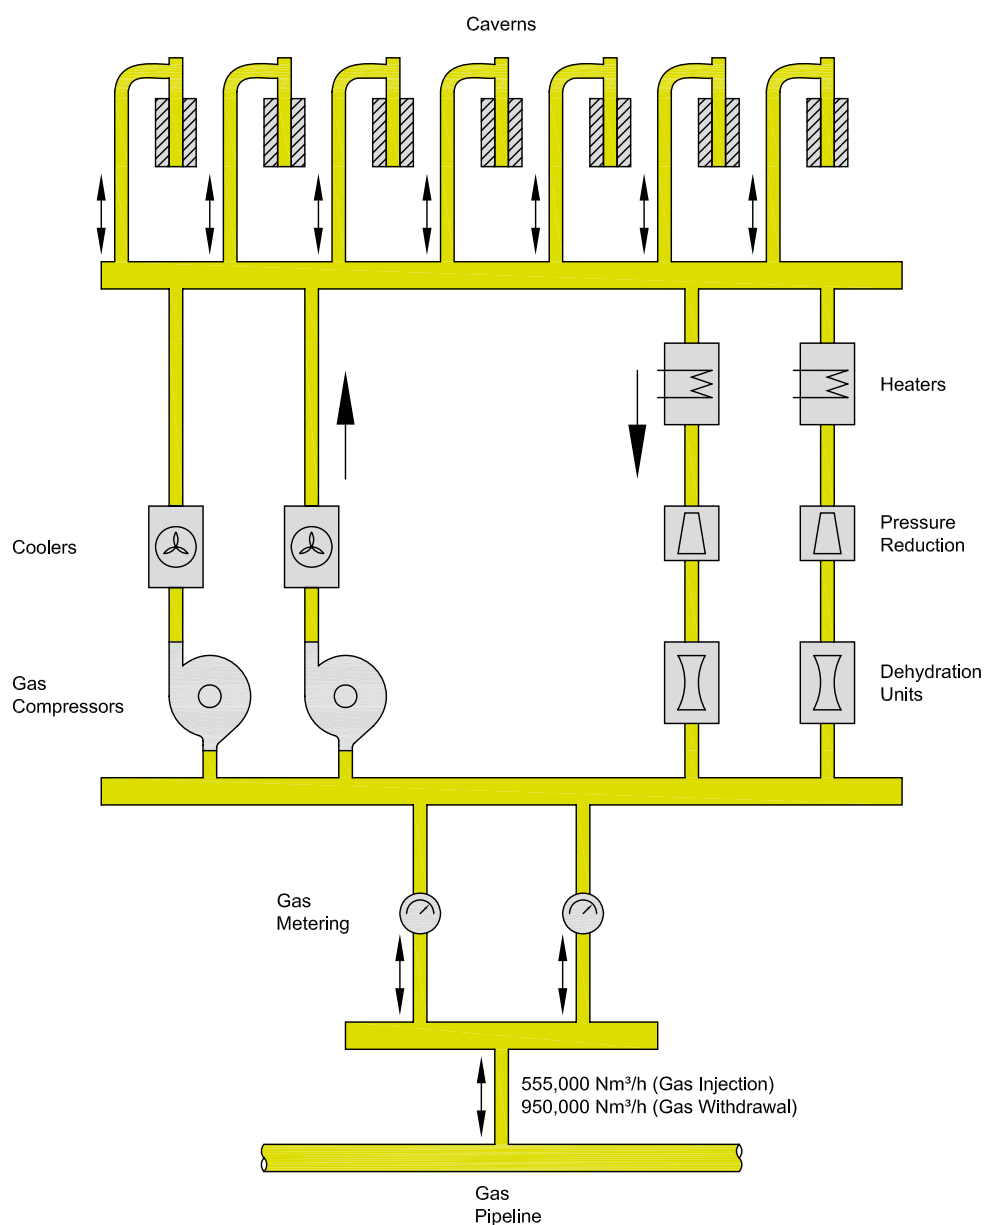 Caverns
Heaters
Coolers
Pressure
Reduction
Gas
Compressors
Dehydration
Units
Gas
Metering
555,000 Nm³/h (Gas Injection)
950,000 Nm³/h (Gas Withdrawal)
Gas
Pipeline